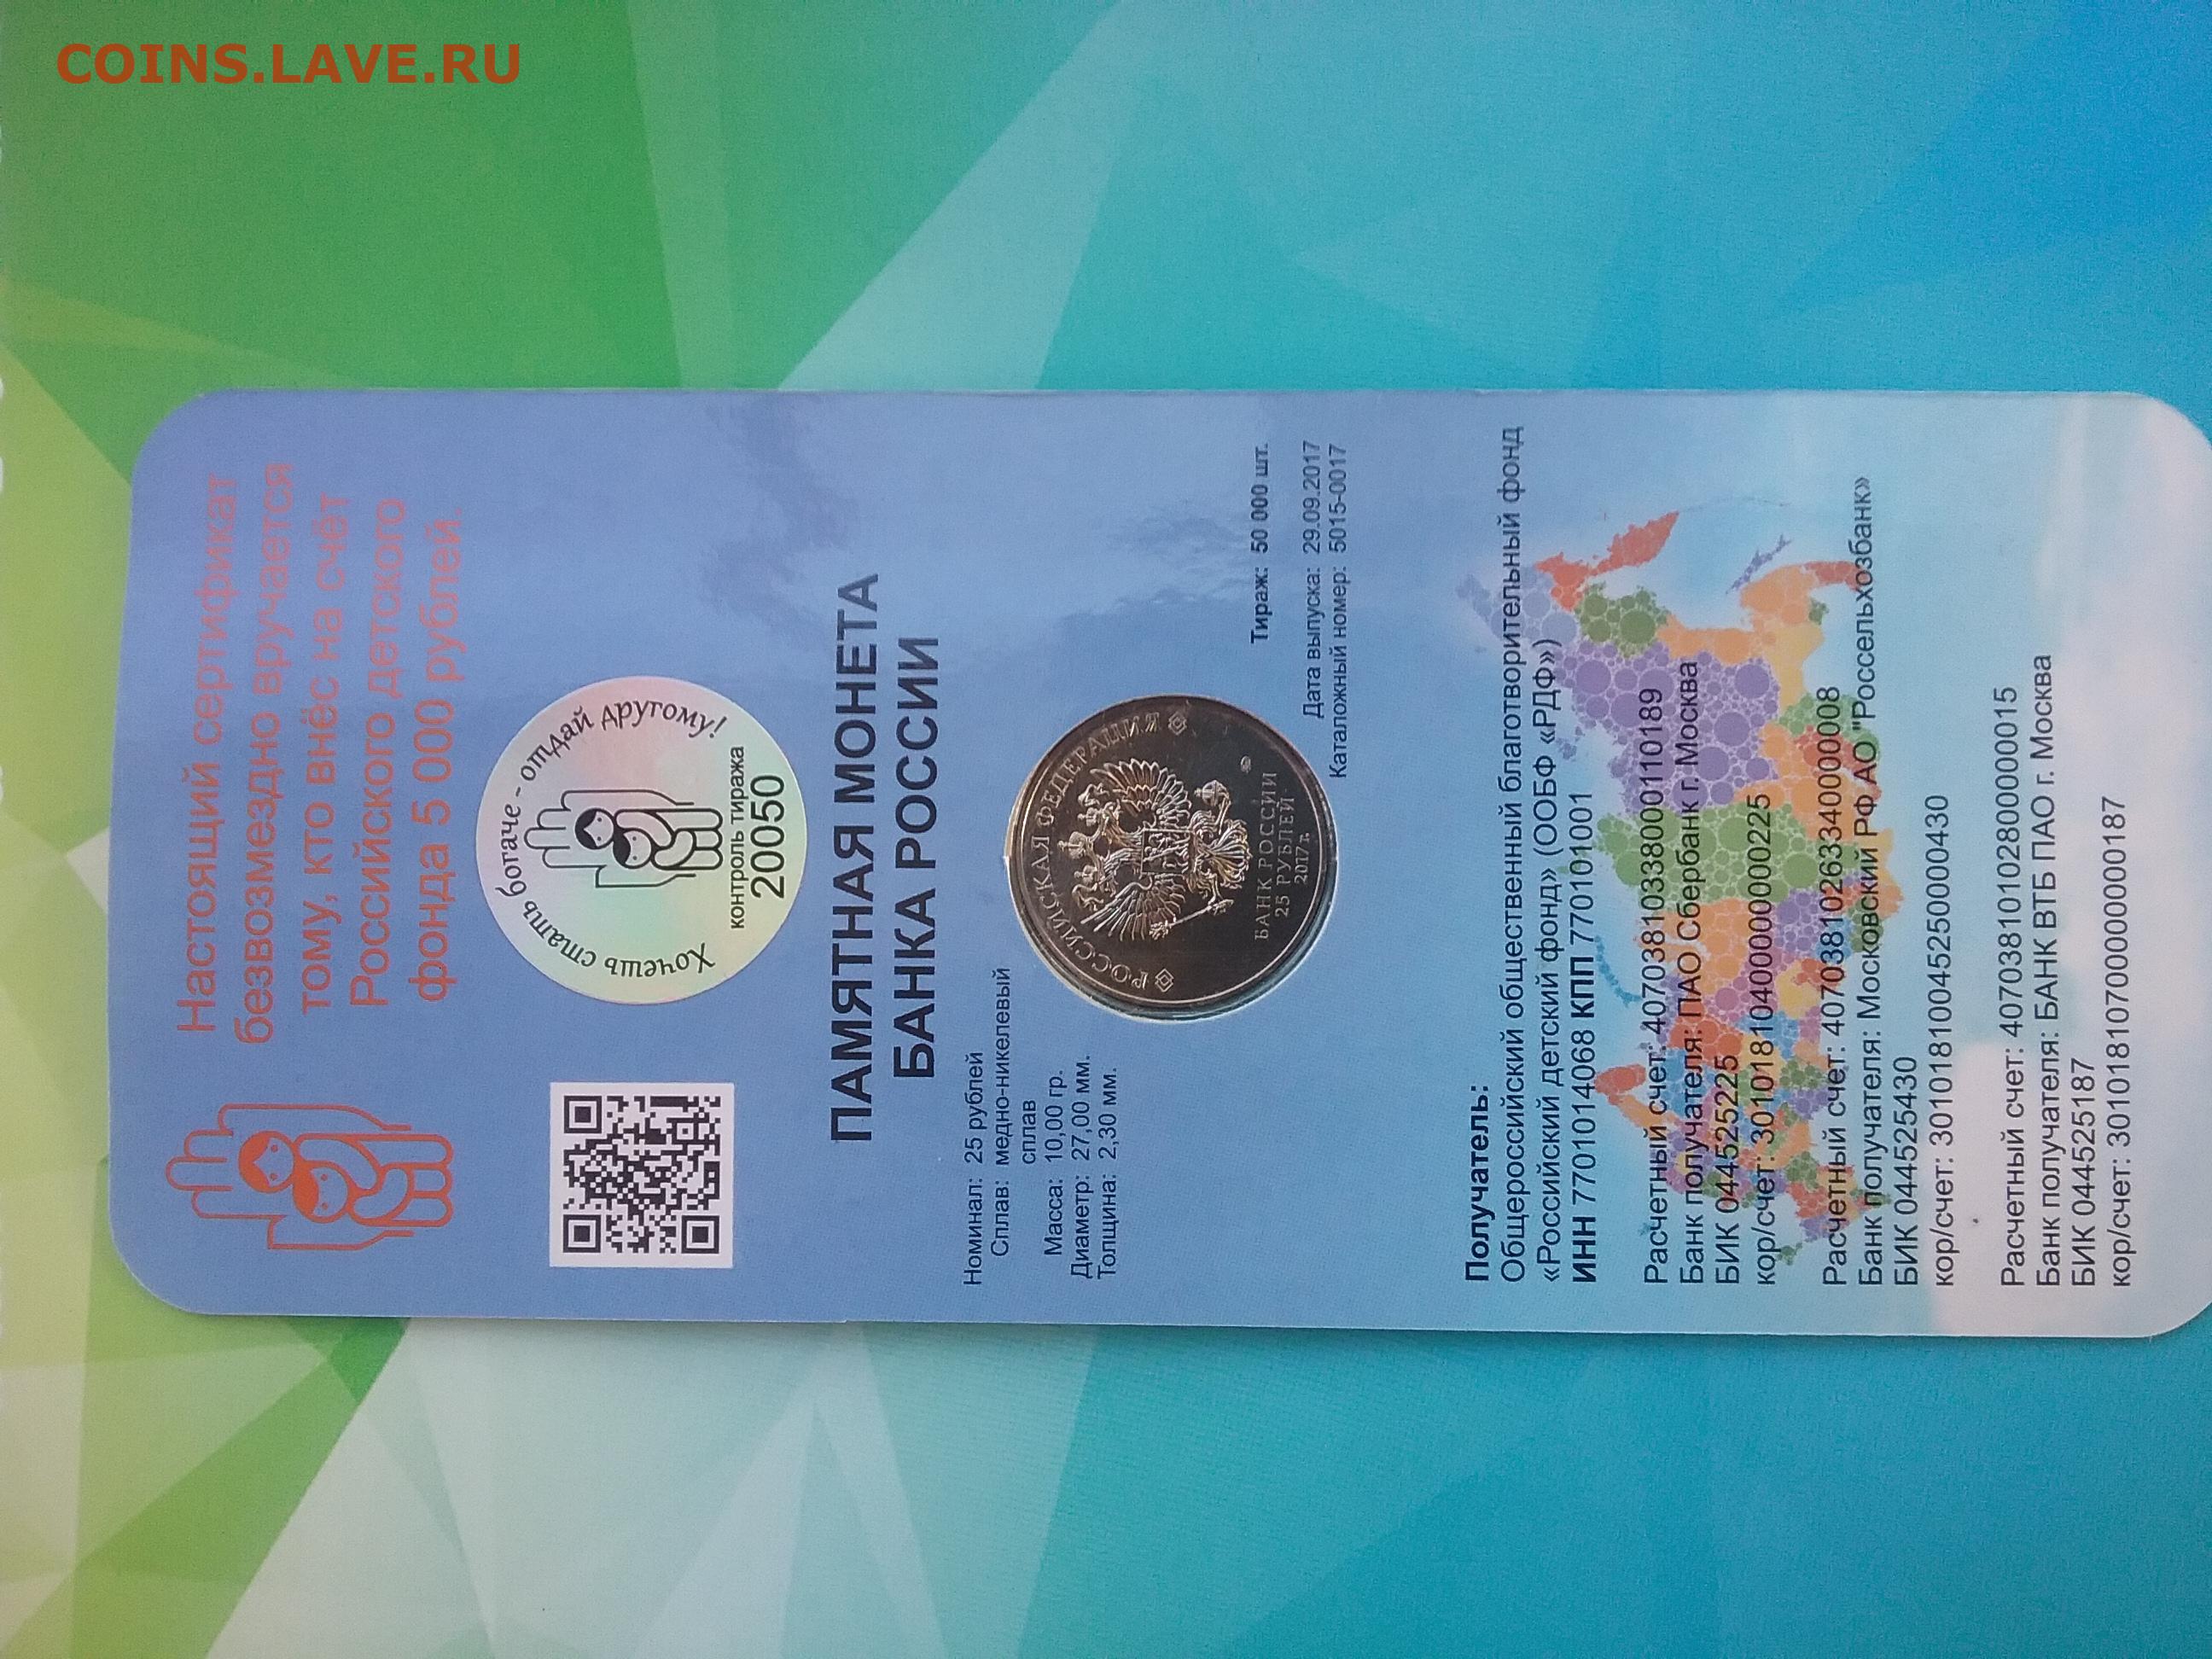 COINS.LAVE.RU
Настоящий сертификат
безвозмездно вручается
тому, кто внёс на счёт
Российского детского
фонда 5 000 рублей.
Хочешь стать богаче - отдай другому!
контроль тиража
20050
ПАМЯТНАЯ МОНЕТА
БАНКА РОССИИ
Номинал: 25 рублей
Сплав: медно-никелевый
сплав
Масса: 10,00 гр.
Диаметр: 27,00 мм.
Толщина: 2,30 мм.
РОССИЙСКАЯ ФЕДЕРАЦИЯ
БАНК РОССИИ
25 РУБЛЕЙ
2017 г.
Тираж: 50 000 шт.
Дата выпуска: 29.09.2017
Каталожный номер: 5015-0017
Получатель:
Общероссийский общественный благотворительный фонд
«Российский детский фонд» (ООБФ «РДФ»)
ИНН 7701014068 КПП 770101001
Расчетный счет: 40703810338000110189
Банк получателя: ПАО Сбербанк г. Москва
БИК 044525225
кор/счет: 30101810400000000225
Расчетный счет: 40703810263340000008
Банк получателя: Московский РФ АО "Россельхозбанк»
БИК 044525430
кор/счет: 30101810045250000430
Расчетный счет: 40703810102800000015
Банк получателя: БАНК ВТБ ПАО г. Москва
БИК 044525187
кор/счет: 30101810700000000187